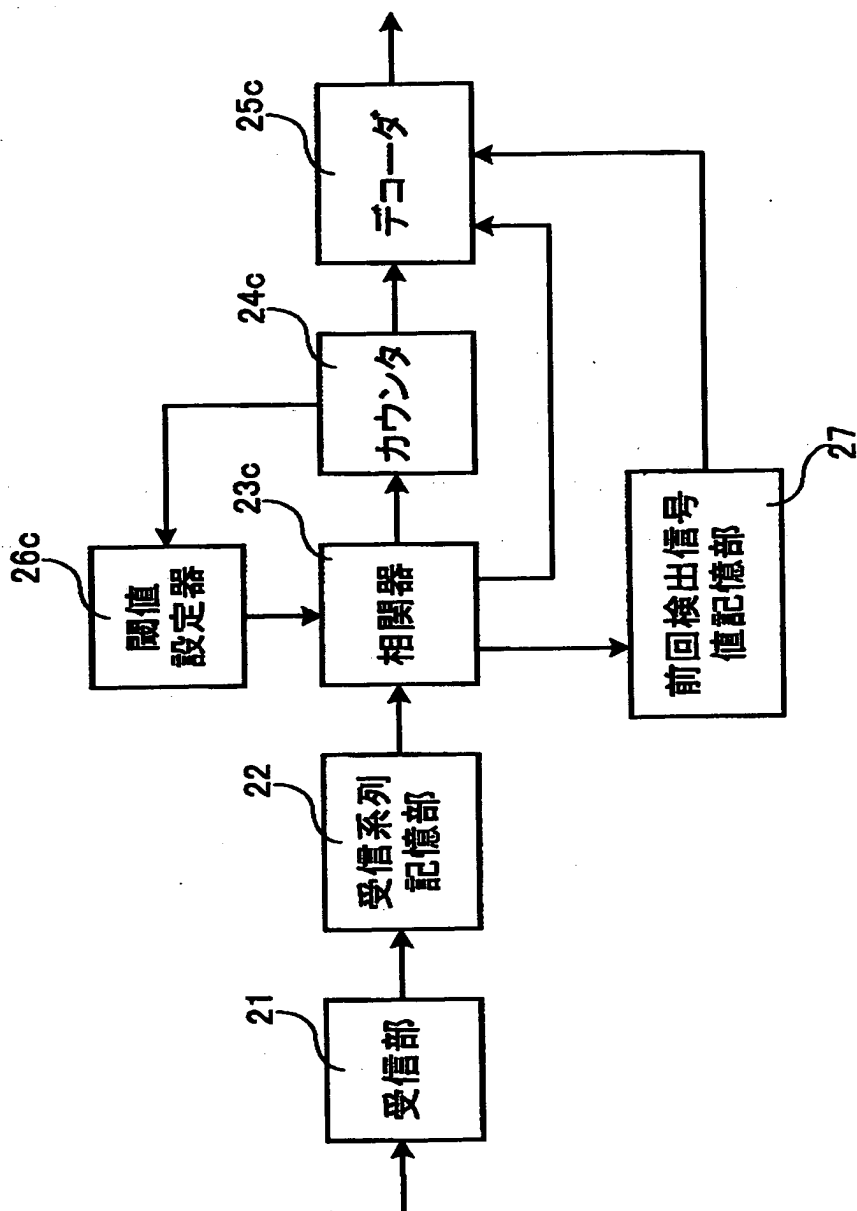 21
受信部
22
受信系列
記憶部
26c
閾値
設定器
23c
相関器
24c
カウンタ
25c
デコーダ
前回検出信号
値記憶部
27